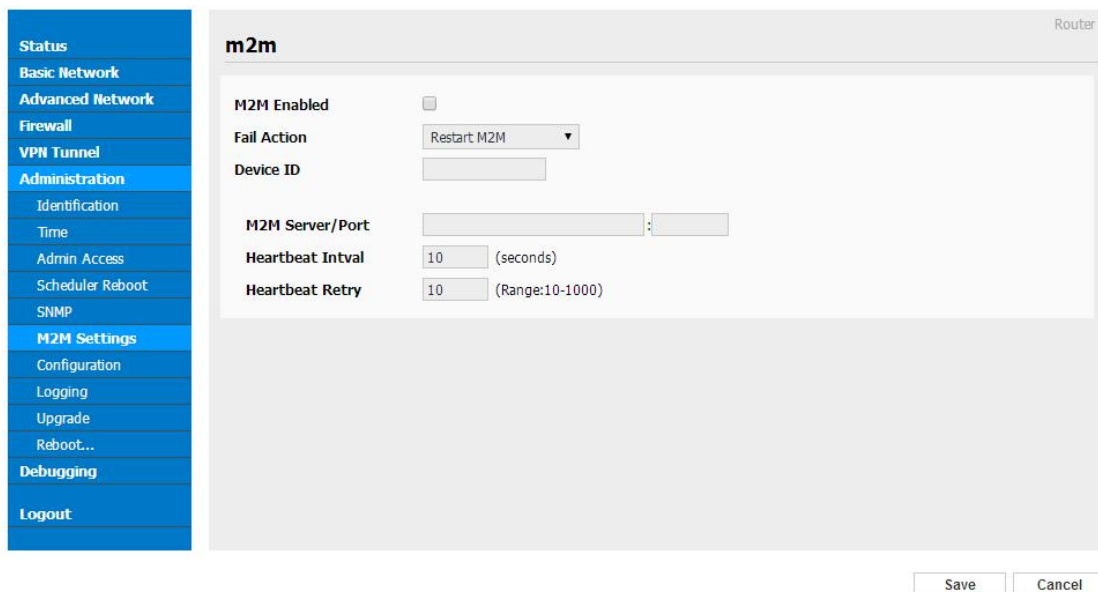 Status
Basic Network
Advanced Network
Firewall
VPN Tunnel
Administration
Identification
Time
Admin Access
Scheduler Reboot
SNMP
M2M Settings
Configuration
Logging
Upgrade
Reboot...
Debugging
Logout
Router
m2m
M2M Enabled
Fail Action Restart M2M
Device ID
M2M Server/Port :
Heartbeat Intval 10 (seconds)
Heartbeat Retry 10 (Range:10-1000)
Save Cancel